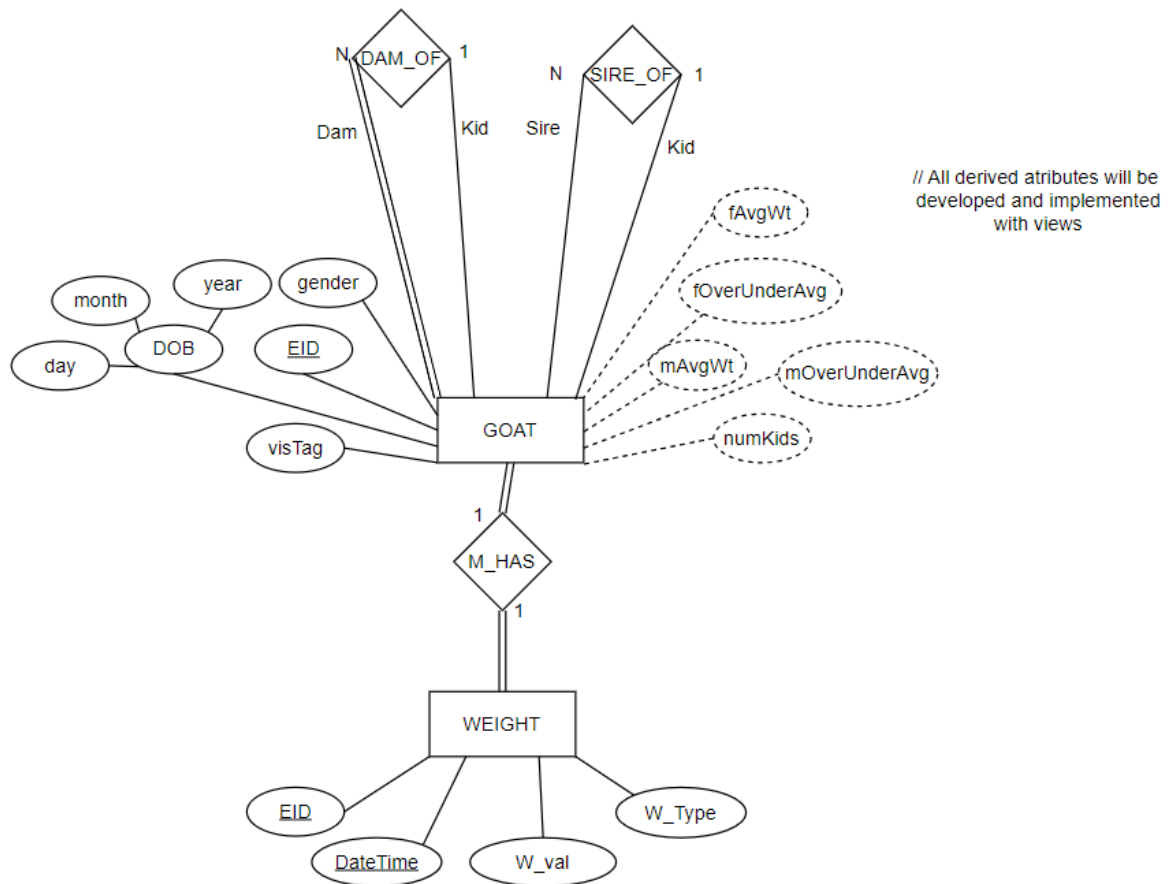 N
DAM_OF
1
N
SIRE_OF
1
Dam
Kid
Sire
Kid
// All derived atributes will be
developed and implemented
with views
fAvgWt
year
gender
month
fOverUnderAvg
DOB
EID
day
mAvgWt
mOverUnderAvg
GOAT
numKids
visTag
1
M_HAS
1
WEIGHT
EID
W_Type
DateTime
W_val